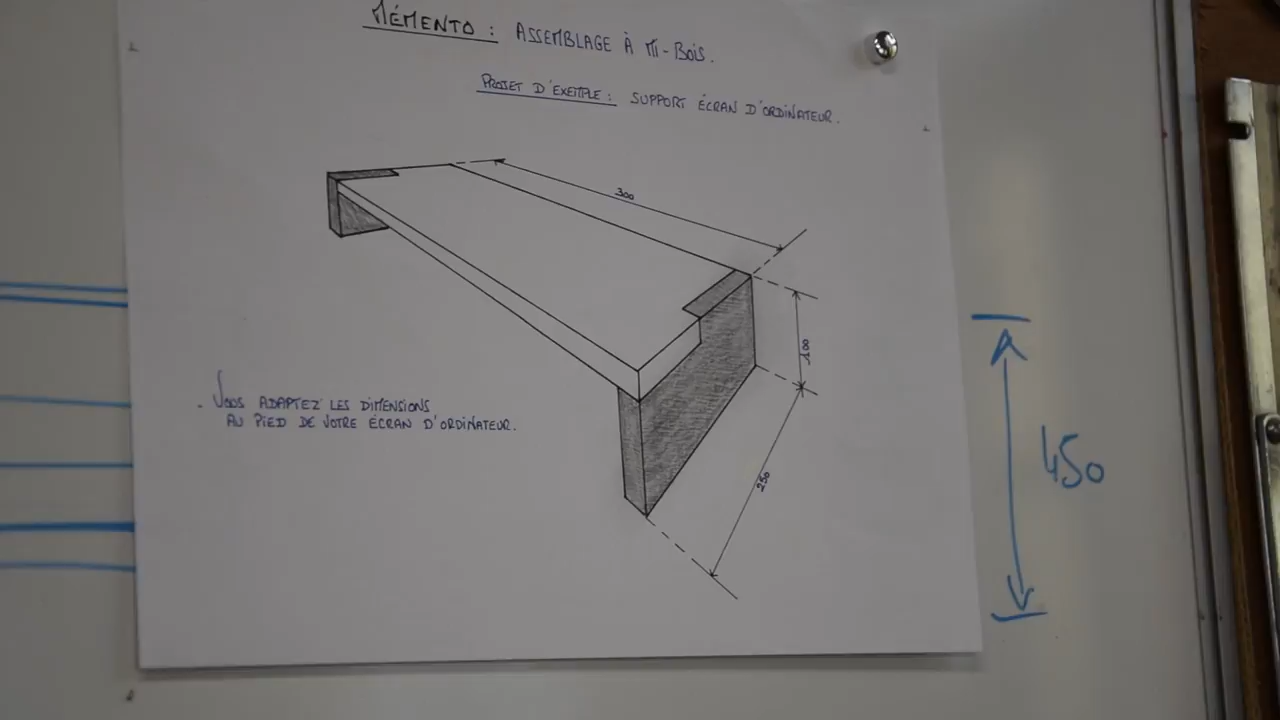 MÉMENTO : ASSEMBLAGE À MI-BOIS.
PROJET D'EXEMPLE : SUPPORT ÉCRAN D'ORDINATEUR.
300
100
250
450
. VOUS ADAPTEZ LES DIMENSIONS
AU PIED DE VOTRE ÉCRAN D'ORDINATEUR.